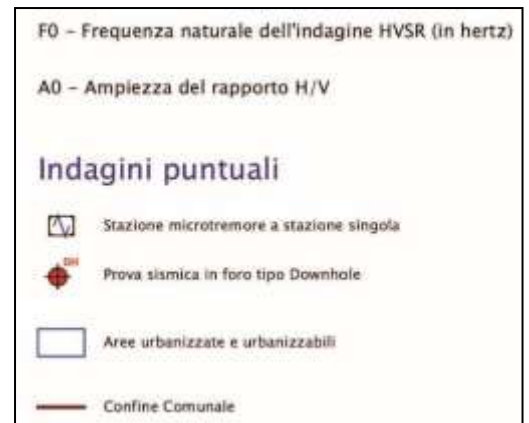 F0 – Frequenza naturale dell'indagine HVSR (in hertz)
A0 – Ampiezza del rapporto H/V
Indagini puntuali
Stazione microtremore a stazione singola
DH
Prova sismica in foro tipo Downhole
Aree urbanizzate e urbanizzabili
Confine Comunale